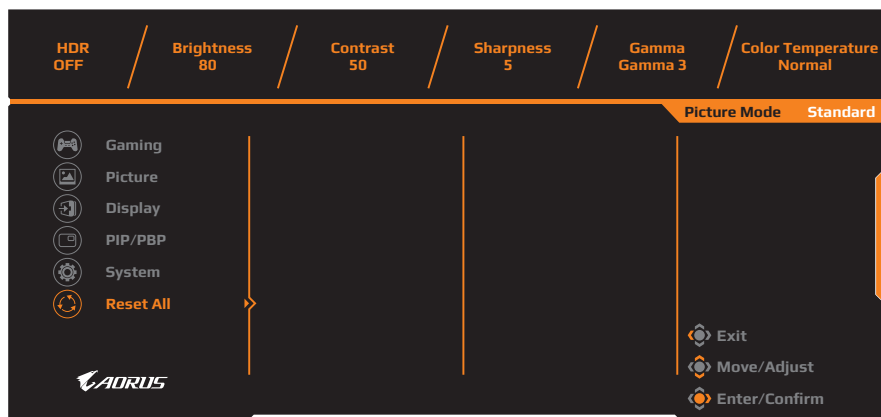 HDR
OFF
Brightness
80
Contrast
50
Sharpness
5
Gamma
Gamma 3
Color Temperature
Normal
Picture Mode Standard
Gaming
Picture
Display
PIP/PBP
System
Reset All
AORUS
Exit
Move/Adjust
Enter/Confirm